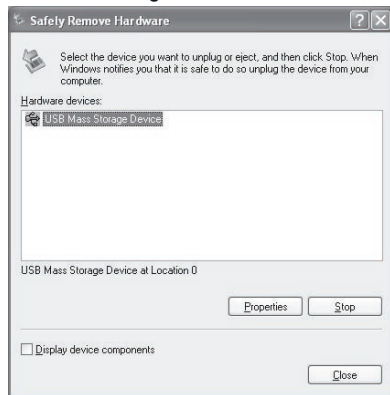 Safely Remove Hardware
Select the device you want to unplug or eject, and then click Stop. When
Windows notifies you that it is safe to do so unplug the device from your
computer.
Hardware devices:
USB Mass Storage Device
USB Mass Storage Device at Location 0
Properties Stop
Display device components
Close